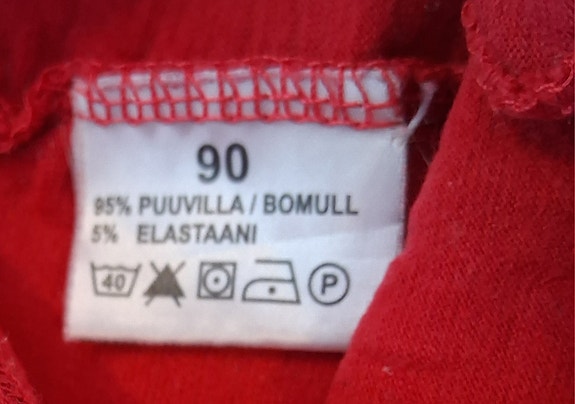 90
95% PUUVILLA / BOMULL
5% ELASTAANI
40 P